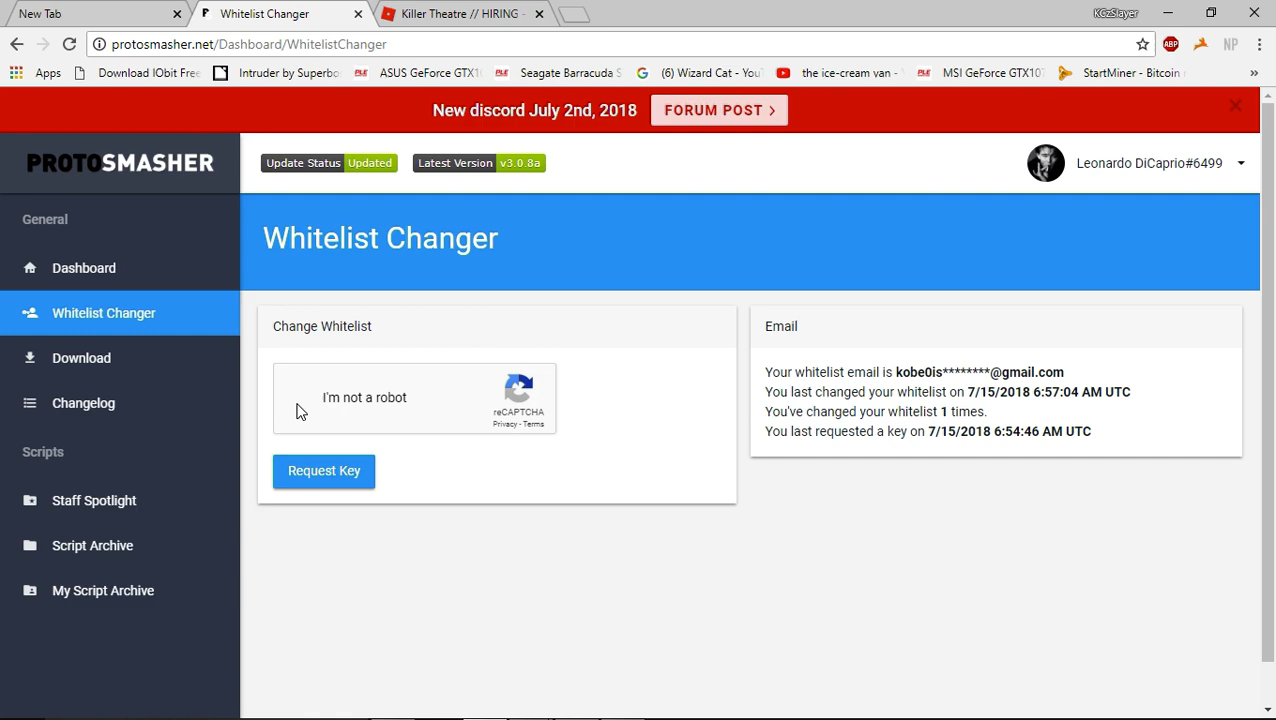 New Tab
Whitelist Changer
Killer Theatre // HIRING -
KGzSlayer
protosmasher.net/Dashboard/WhitelistChanger
ABP
NP
Apps
Download IObit Free
Intruder by Superbo
PLE ASUS GeForce GTX1
PLE Seagate Barracuda S
G (6) Wizard Cat - You
the ice-cream van -
PLE MSI GeForce GTX107
StartMiner - Bitcoin
»
New discord July 2nd, 2018
FORUM POST >
PROTOSMASHER
Update Status Updated
Latest Version v3.0.8a
Leonardo DiCaprio#6499
General
Dashboard
Whitelist Changer
Download
Changelog
Scripts
Staff Spotlight
Script Archive
My Script Archive
Whitelist Changer
Change Whitelist
I'm not a robot
reCAPTCHA
Privacy - Terms
Request Key
Email
Your whitelist email is kobe0is********@gmail.com
You last changed your whitelist on 7/15/2018 6:57:04 AM UTC
You've changed your whitelist 1 times.
You last requested a key on 7/15/2018 6:54:46 AM UTC